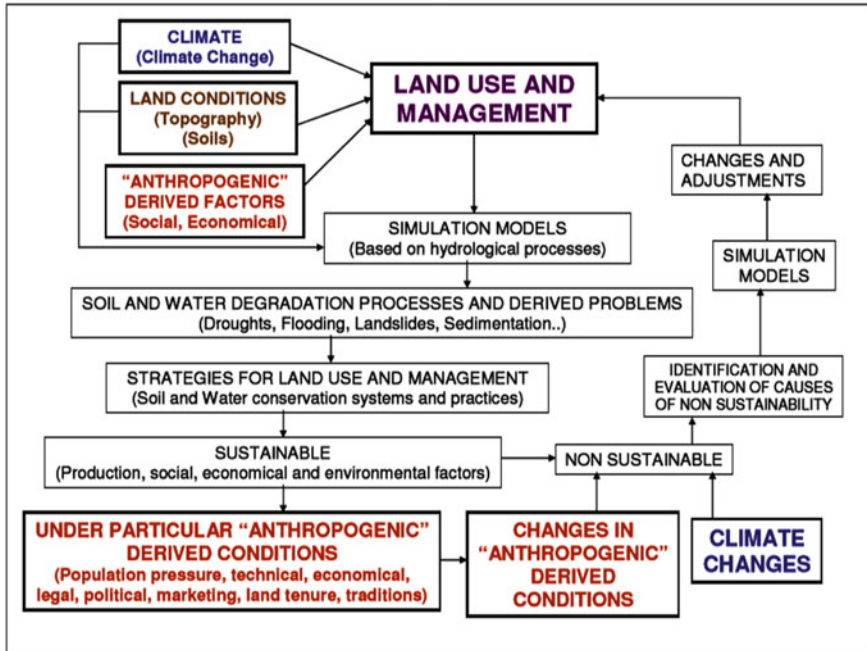 CLIMATE
(Climate Change)
LAND CONDITIONS
(Topography)
(Soils)
“ANTHROPOGENIC”
DERIVED FACTORS
(Social, Economical)
LAND USE AND
MANAGEMENT
CHANGES AND
ADJUSTMENTS
SIMULATION MODELS
(Based on hydrological processes)
SIMULATION
MODELS
SOIL AND WATER DEGRADATION PROCESSES AND DERIVED PROBLEMS
(Droughts, Flooding, Landslides, Sedimentation..)
STRATEGIES FOR LAND USE AND MANAGEMENT
(Soil and Water conservation systems and practices)
IDENTIFICATION AND
EVALUATION OF CAUSES
OF NON SUSTAINABILITY
SUSTAINABLE
(Production, social, economical and environmental factors)
NON SUSTAINABLE
UNDER PARTICULAR “ANTHROPOGENIC”
DERIVED CONDITIONS
(Population pressure, technical, economical,
legal, political, marketing, land tenure, traditions)
CHANGES IN
“ANTHROPOGENIC”
DERIVED
CONDITIONS
CLIMATE
CHANGES